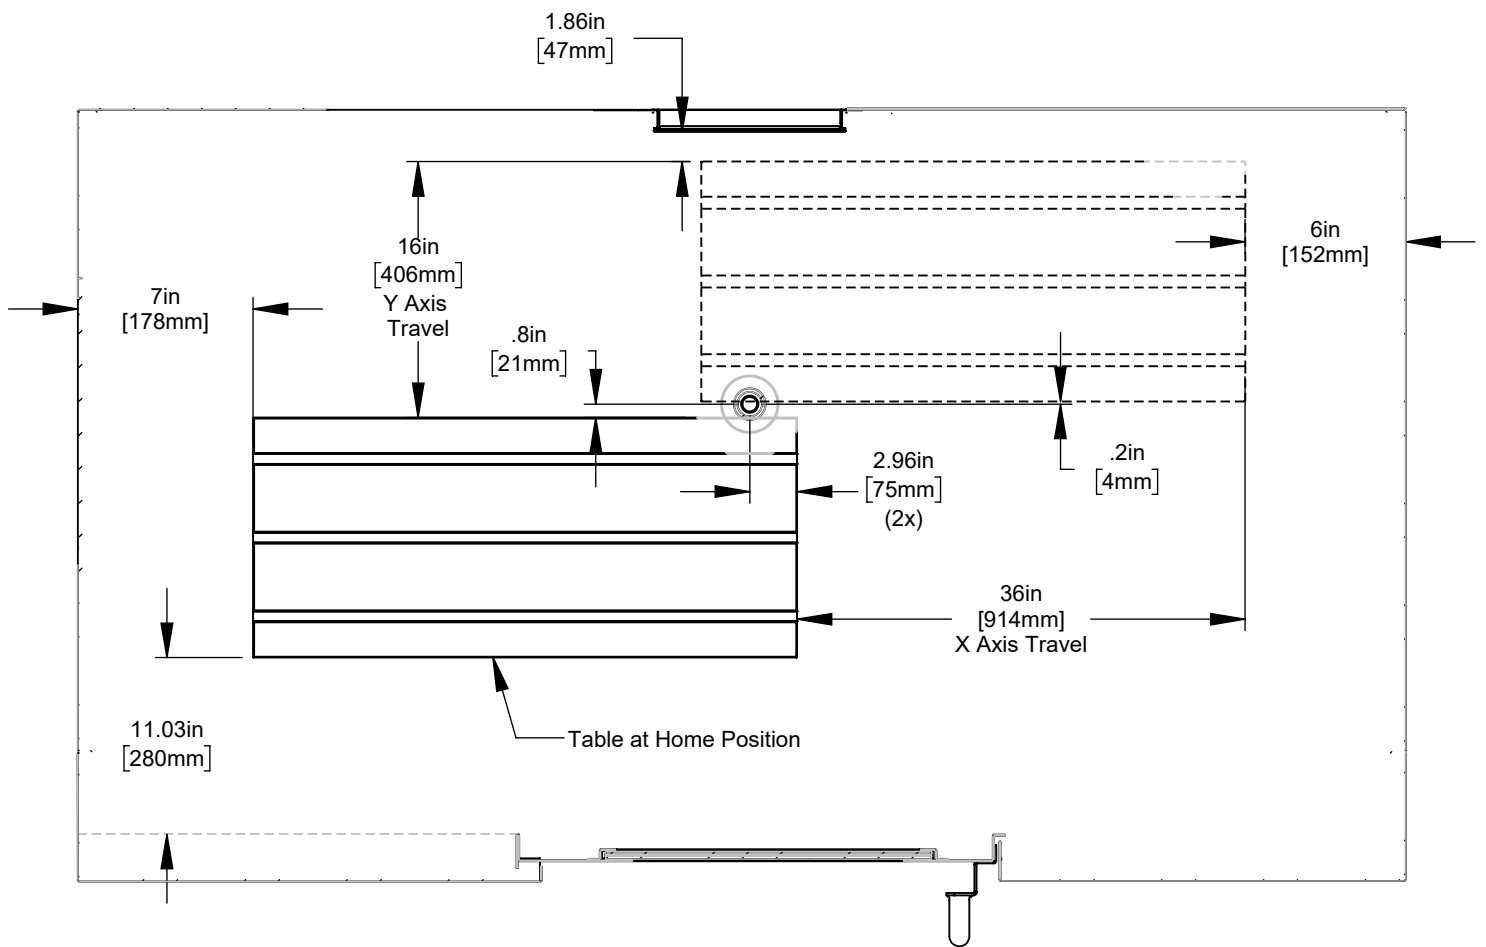 1.86in
[47mm]
16in
[406mm]
Y Axis
Travel
6in
[152mm]
7in
[178mm]
.8in
[21mm]
2.96in
[75mm]
(2x)
.2in
[4mm]
36in
[914mm]
X Axis Travel
11.03in
[280mm]
Table at Home Position